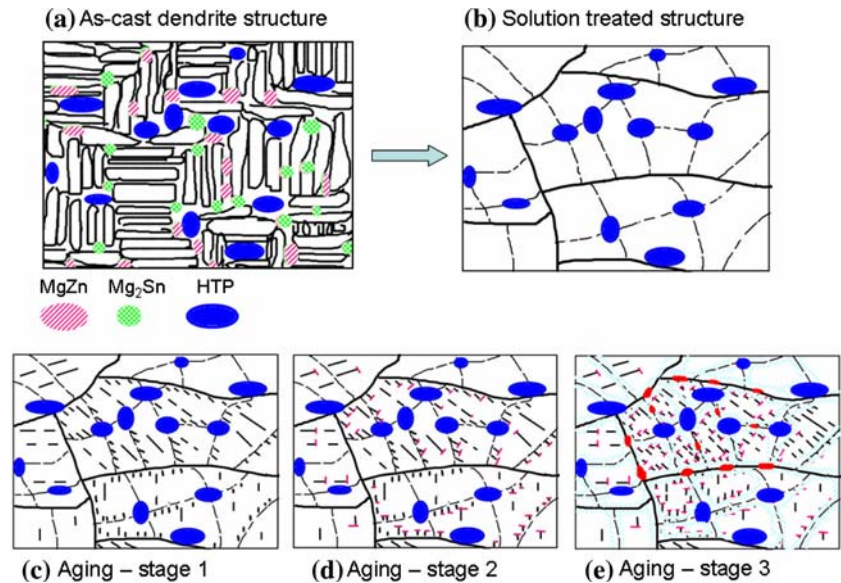 (a) As-cast dendrite structure
(b) Solution treated structure
MgZn Mg₂Sn HTP
(c) Aging – stage 1
(d) Aging – stage 2
(e) Aging – stage 3